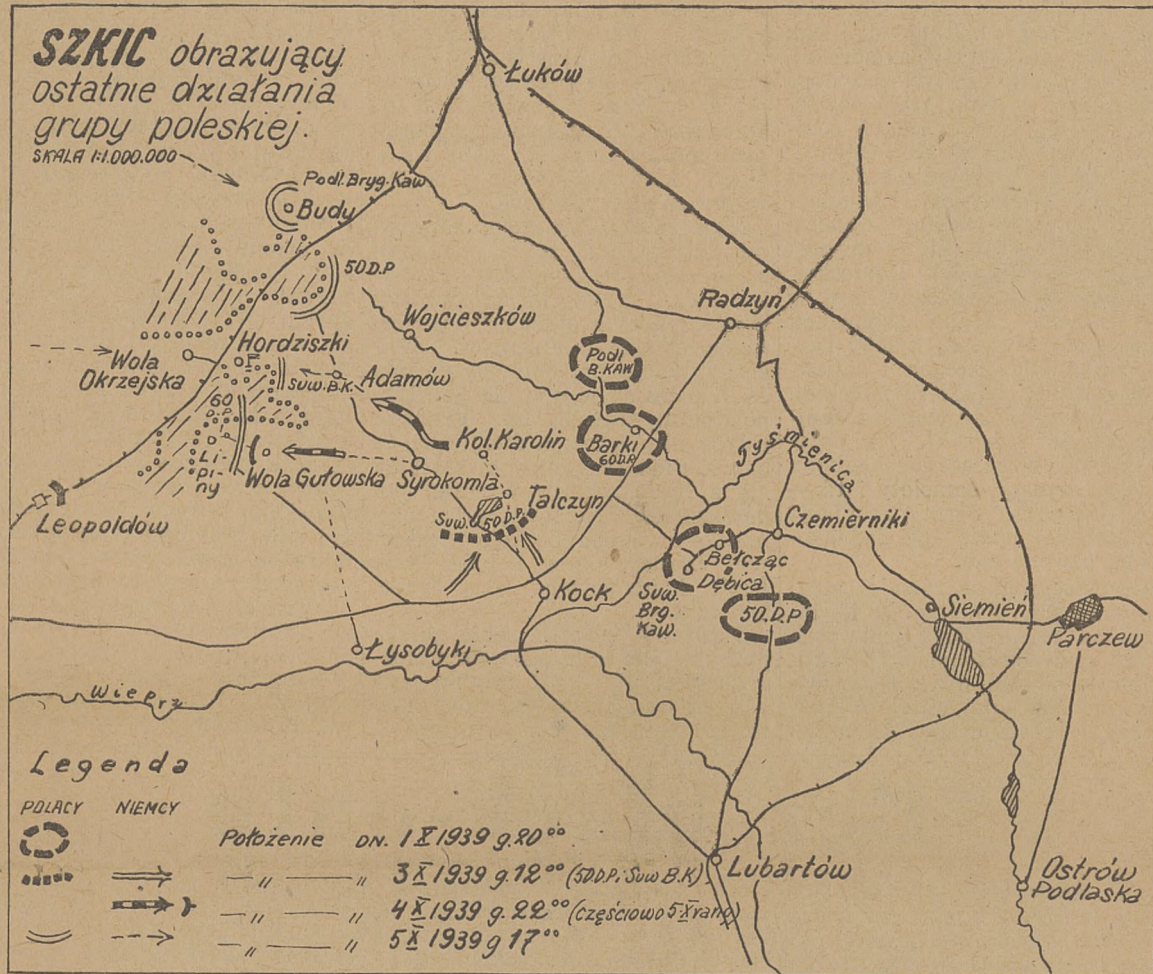 SZKIC obrazujący
ostatnie działania
grupy poleskiej.
SKALA 1:1.000.000
Łuków
Podl. Bryg. Kaw
Budy
50 D.P
Wojcieszków
Radzyń
Hordziszki
Wola
Okrzejska
Suw. B.K.
Adamów
Podl
B. KAW
60
D.P.
Li-
pi-
ny
Kol. Karolin
Barki
60 D.P.
Tyśmienica
Wola Gutowska
Syrokomla
Talczyn
Suw. 50 D.P.
Leopoldów
Czemierniki
Bełcząc
Dębica
Suw.
Brg.
Kaw.
50. D.P
Kock
Siemień
Parczew
Łysobyki
Wieprz
Legenda
POLACY NIEMCY
Położenie DN. 1 X 1939 g. 20⁰⁰
— „ — „ 3 X 1939 g. 12⁰⁰ (50 D.P. Suw B.K)
— „ — „ 4 X 1939 g. 22⁰⁰ (częściowo 5 X rano)
— „ — „ 5 X 1939 g 17⁰⁰
Lubartów
Ostrów
Podlaska